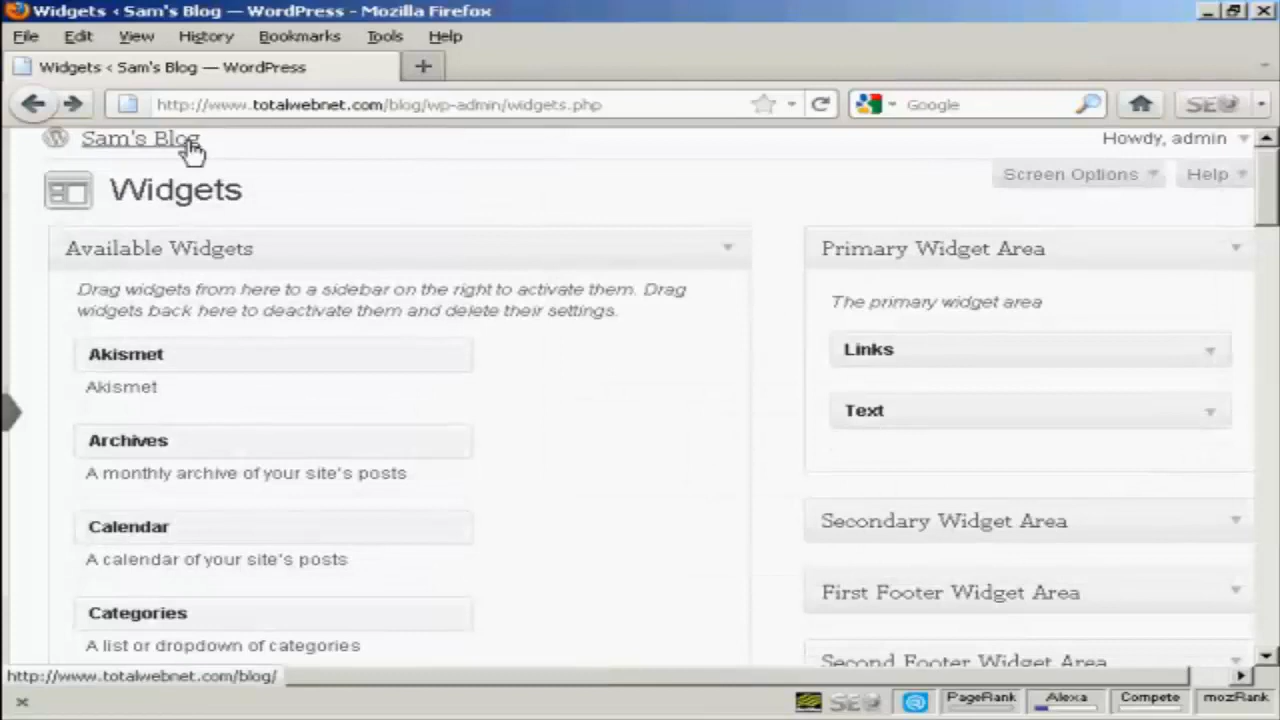 Widgets ‹ Sam's Blog — WordPress - Mozilla Firefox
File Edit View History Bookmarks Tools Help
Widgets ‹ Sam's Blog — WordPress
http://www.totalwebnet.com/blog/wp-admin/widgets.php
Google
SEO
Sam's Blog
Howdy, admin
Widgets
Screen Options
Help
Available Widgets
Drag widgets from here to a sidebar on the right to activate them. Drag
widgets back here to deactivate them and delete their settings.
Akismet
Akismet
Archives
A monthly archive of your site's posts
Calendar
A calendar of your site's posts
Categories
A list or dropdown of categories
Primary Widget Area
The primary widget area
Links
Text
Secondary Widget Area
First Footer Widget Area
Second Footer Widget Area
http://www.totalwebnet.com/blog/
SEO
PageRank
Alexa
Compete
mozRank